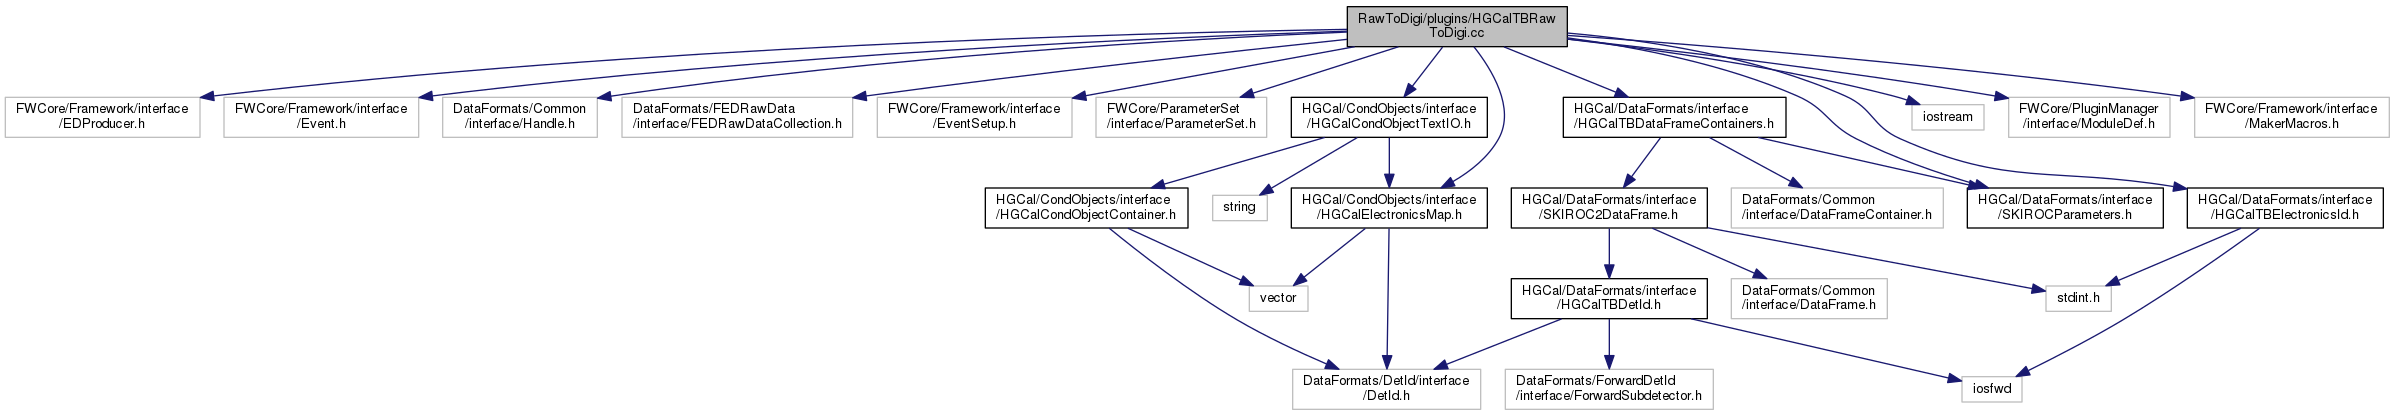 RawToDigi/plugins/HGCalTBRaw
ToDigi.cc
FWCore/Framework/interface
/EDProducer.h
FWCore/Framework/interface
/Event.h
DataFormats/Common
/interface/Handle.h
DataFormats/FEDRawData
/interface/FEDRawDataCollection.h
FWCore/Framework/interface
/EventSetup.h
FWCore/ParameterSet
/interface/ParameterSet.h
HGCal/CondObjects/interface
/HGCalCondObjectTextIO.h
HGCal/DataFormats/interface
/HGCalTBDataFrameContainers.h
iostream
FWCore/PluginManager
/interface/ModuleDef.h
FWCore/Framework/interface
/MakerMacros.h
HGCal/CondObjects/interface
/HGCalCondObjectContainer.h
string
HGCal/CondObjects/interface
/HGCalElectronicsMap.h
HGCal/DataFormats/interface
/SKIROC2DataFrame.h
DataFormats/Common
/interface/DataFrameContainer.h
HGCal/DataFormats/interface
/SKIROCParameters.h
HGCal/DataFormats/interface
/HGCalTBElectronicsId.h
vector
HGCal/DataFormats/interface
/HGCalTBDetId.h
DataFormats/Common
/interface/DataFrame.h
stdint.h
DataFormats/DetId/interface
/DetId.h
DataFormats/ForwardDetId
/interface/ForwardSubdetector.h
iosfwd